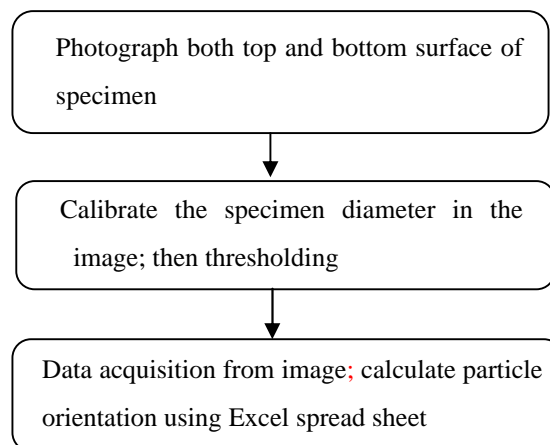 Photograph both top and bottom surface of
specimen
Calibrate the specimen diameter in the
image; then thresholding
Data acquisition from image; calculate particle
orientation using Excel spread sheet